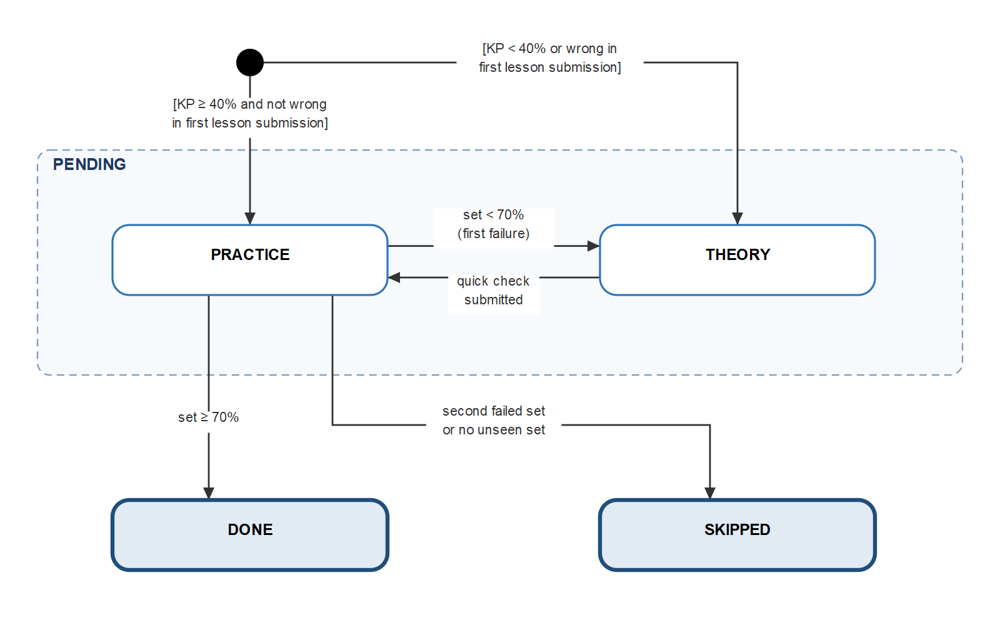 [KP < 40% or wrong in
first lesson submission]
[KP ≥ 40% and not wrong
in first lesson submission]
PENDING
set < 70%
(first failure)
PRACTICE
THEORY
quick check
submitted
set ≥ 70%
second failed set
or no unseen set
DONE
SKIPPED